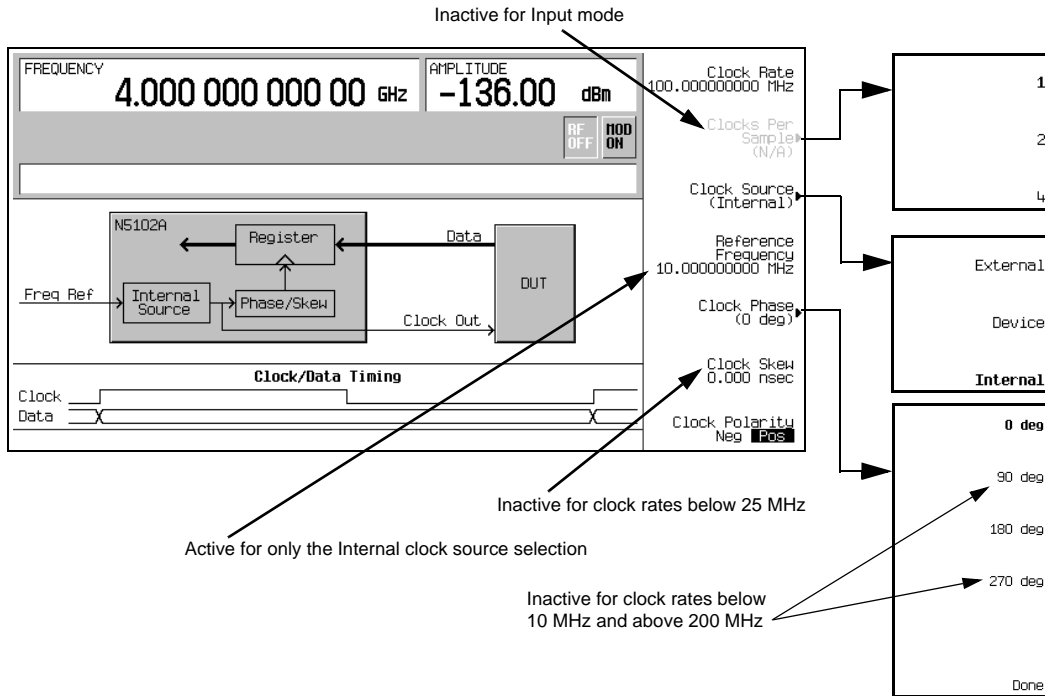 Inactive for Input mode
FREQUENCY
4.000 000 000 00 GHz
AMPLITUDE
-136.00 dBm
RF
OFF
MOD
ON
N5102A
Register
Data
DUT
Freq Ref
Internal
Source
Phase/Skew
Clock Out
Clock/Data Timing
Clock
Data
Clock Rate
100.000000000 MHz
Clocks Per
Sample
(N/A)
Clock Source
(Internal)
Reference
Frequency
10.000000000 MHz
Clock Phase
(0 deg)
Clock Skew
0.000 nsec
Clock Polarity
Neg Pos
1
2
4
External
Device
Internal
0 deg
90 deg
180 deg
270 deg
Done
Inactive for clock rates below 25 MHz
Active for only the Internal clock source selection
Inactive for clock rates below
10 MHz and above 200 MHz